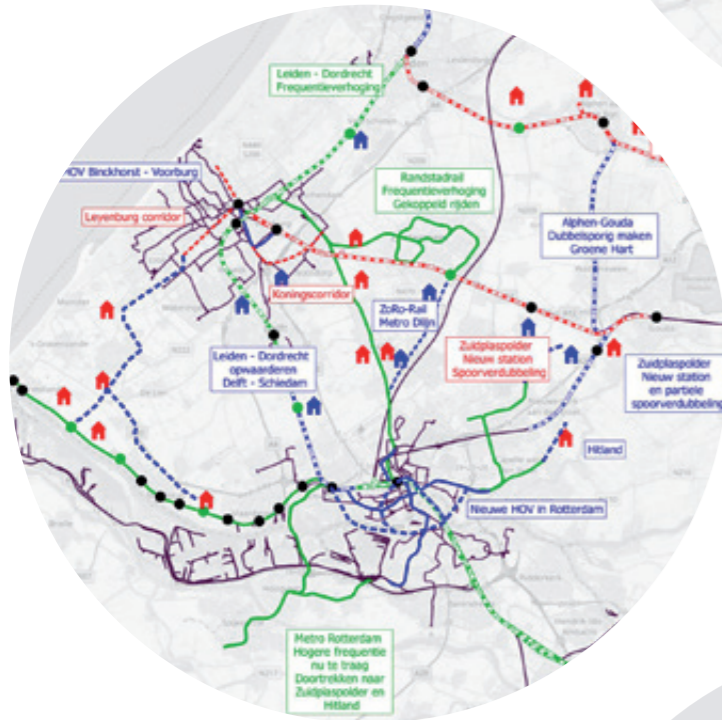 Leiden - Dordrecht
Frequentieverhoging
HOV Binckhorst - Voorburg
Randstadrail
Frequentieverhoging
Gekoppeld rijden
Leyenburg corridor
Alphen-Gouda
Dubbelsporig maken
Groene Hart
Koningscorridor
ZoRo-Rail
Metro Dlijn
Zuidplaspolder
Nieuw station
Spoorverdubbeling
Leiden - Dordrecht
opwaarderen
Delft - Schiedam
Zuidplaspolder
Nieuw station
en partiele
spoorverdubbeling
Hitland
Nieuwe HOV in Rotterdam
Metro Rotterdam
Hogere frequentie
nu te traag
Doortrekken naar
Zuidplaspolder en
Hitland